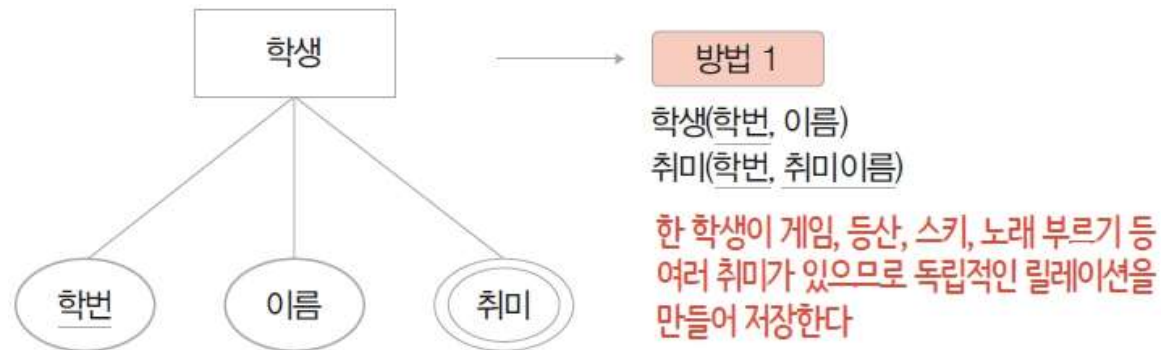 학생
방법 1
학생(학번, 이름)
취미(학번, 취미이름)
한 학생이 게임, 등산, 스키, 노래 부르기 등
여러 취미가 있으므로 독립적인 릴레이션을
만들어 저장한다
학번
이름
취미